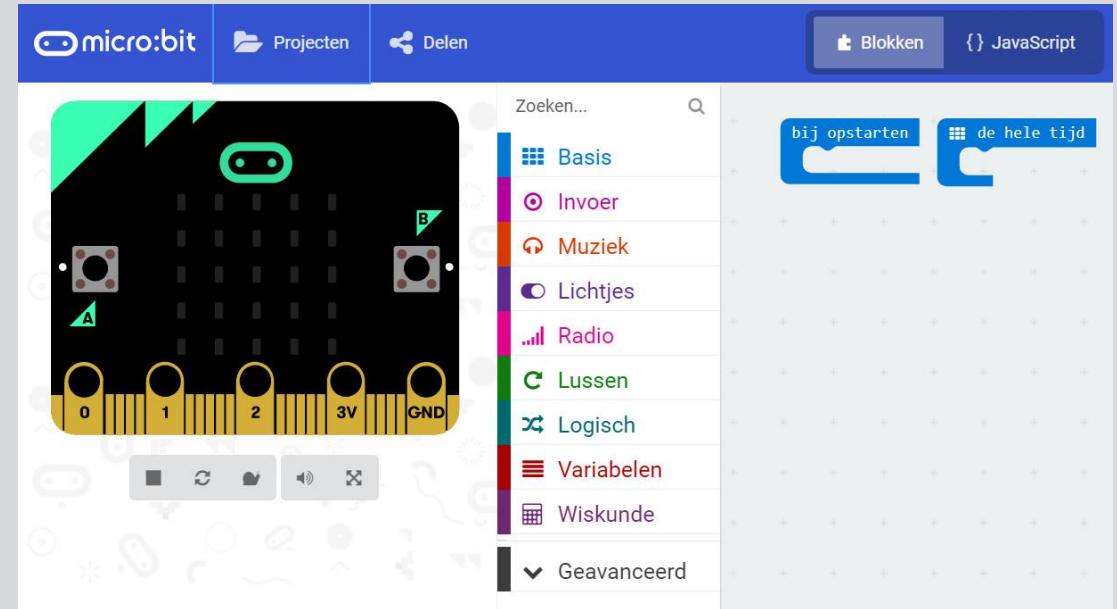 micro:bit
Projecten
Delen
Blokken
{} JavaScript
Zoeken...
Basis
Invoer
Muziek
Lichtjes
Radio
Lussen
Logisch
Variabelen
Wiskunde
Geavanceerd
bij opstarten
de hele tijd
B
A
0 1 2 3V GND